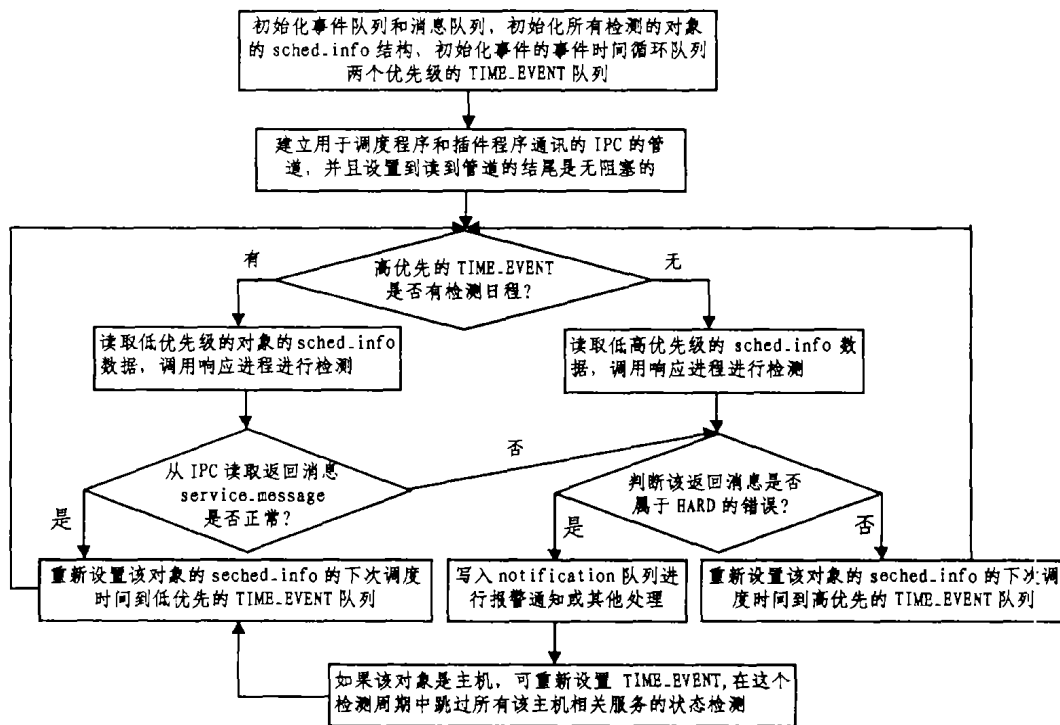 初始化事件队列和消息队列，初始化所有检测的对象
的 sched_info 结构、初始化事件的事件时间循环队列
两个优先级的 TIME_EVENT 队列
建立用于调度程序和插件程序通讯的 IPC 的管
道，并且设置到读到管道的结尾是无阻塞的
有
高优先的 TIME_EVENT
是否有检测日程？
无
读取低优先级的对象的 sched_info
数据，调用响应进程进行检测
读取低高优先级的 sched_info 数
据，调用响应进程进行检测
从 IPC 读取返回消息
service_message
是否正常？
否
判断该返回消息是否
属于 HARD 的错误？
是
是
否
重新设置该对象的 seched_info 的下次调度
时间到低优先的 TIME_EVENT 队列
写入 notification 队列进
行报警通知或其他处理
重新设置该对象的 seched_info 的下次调
度时间到高优先的 TIME_EVENT 队列
如果该对象是主机，可重新设置 TIME_EVENT,在这个
检测周期中跳过所有该主机相关服务的状态检测